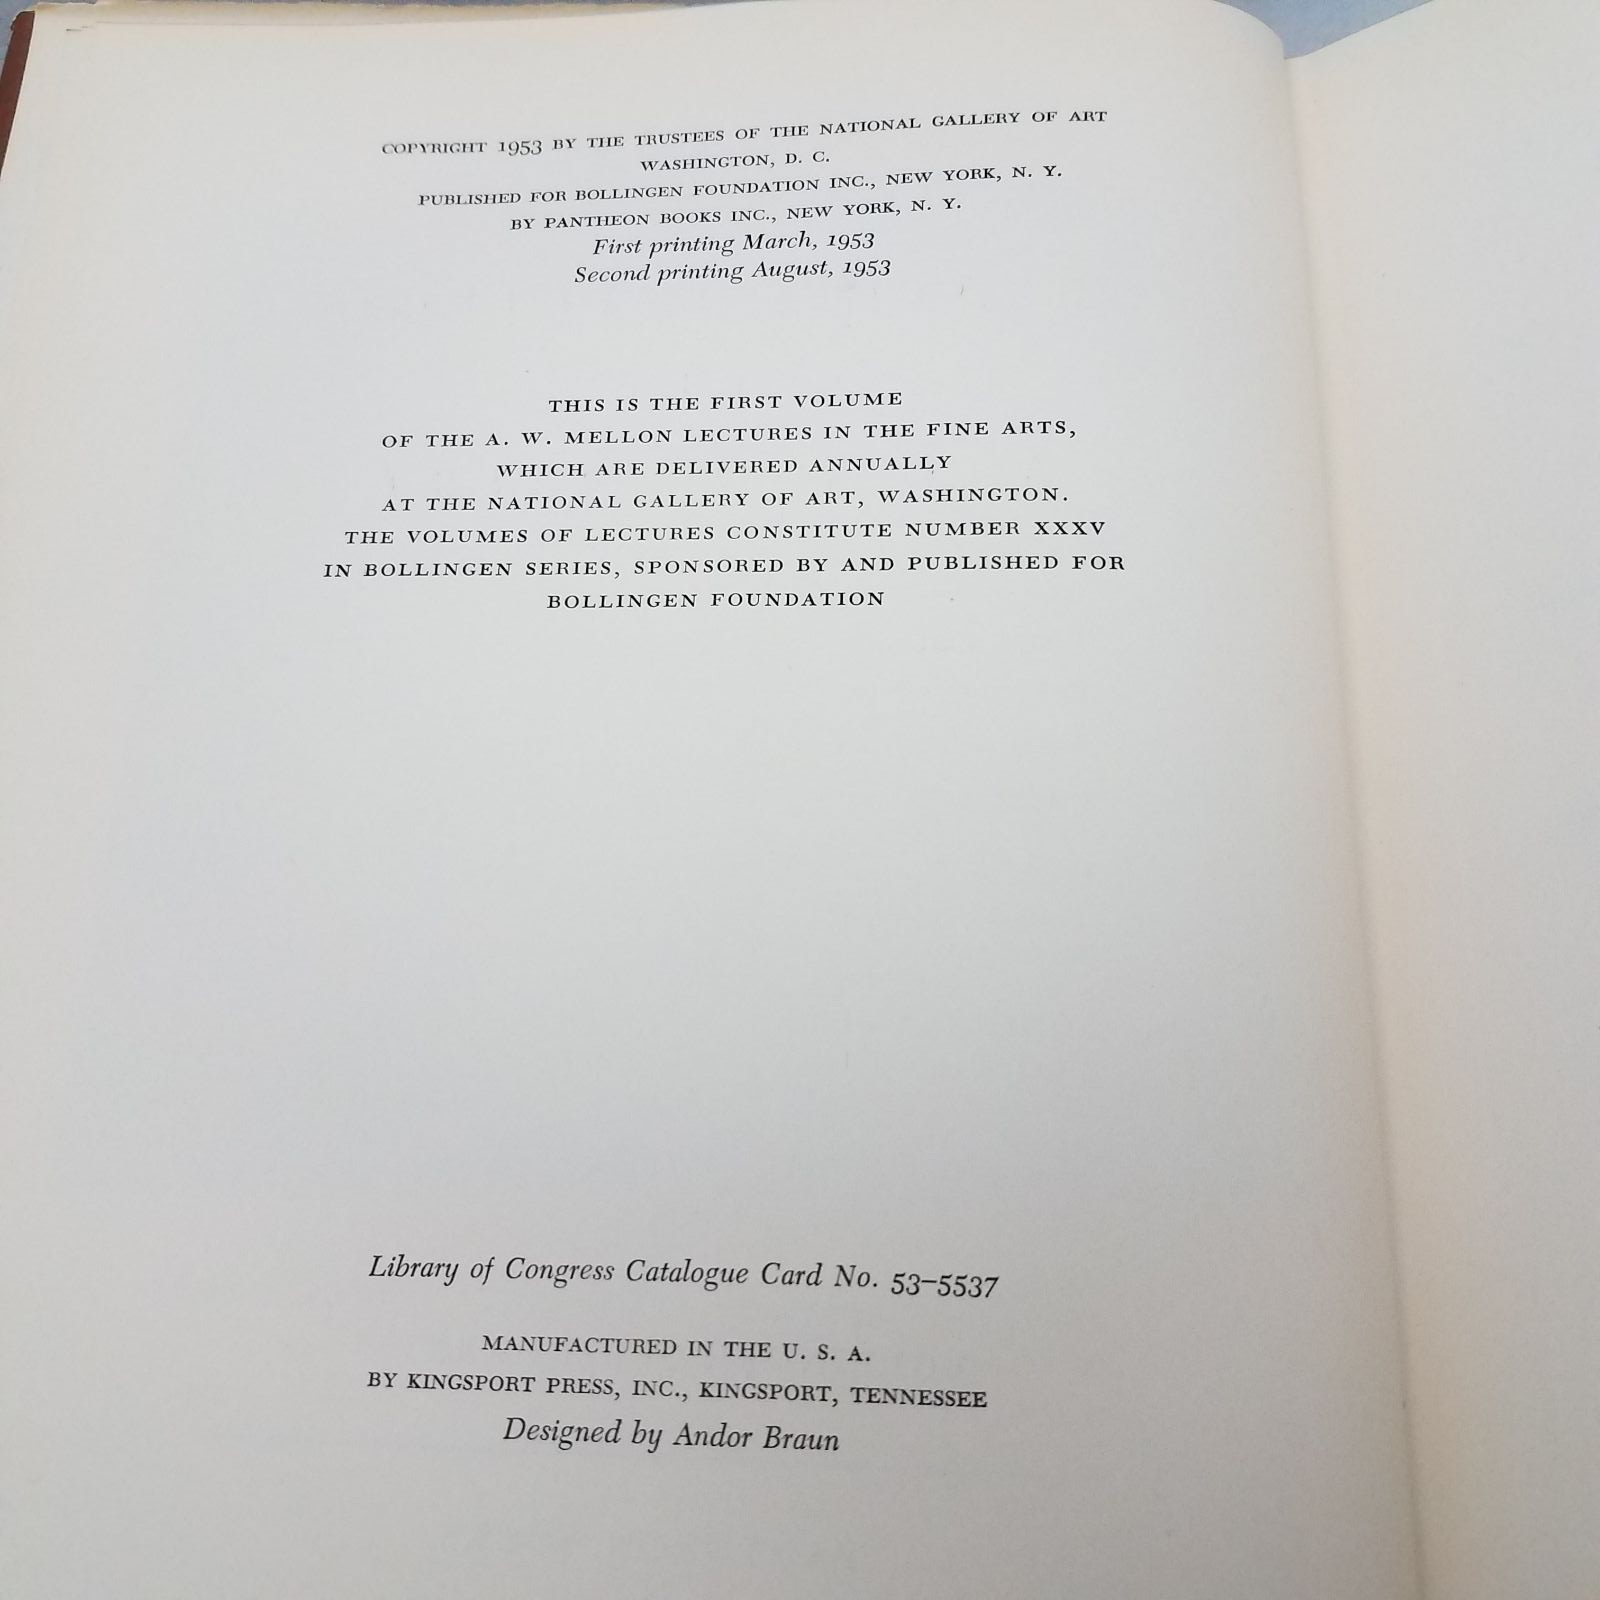 COPYRIGHT 1953 BY THE TRUSTEES OF THE NATIONAL GALLERY OF ART
WASHINGTON, D. C.
PUBLISHED FOR BOLLINGEN FOUNDATION INC., NEW YORK, N. Y.
BY PANTHEON BOOKS INC., NEW YORK, N. Y.
First printing March, 1953
Second printing August, 1953
THIS IS THE FIRST VOLUME
OF THE A. W. MELLON LECTURES IN THE FINE ARTS,
WHICH ARE DELIVERED ANNUALLY
AT THE NATIONAL GALLERY OF ART, WASHINGTON.
THE VOLUMES OF LECTURES CONSTITUTE NUMBER XXXV
IN BOLLINGEN SERIES, SPONSORED BY AND PUBLISHED FOR
BOLLINGEN FOUNDATION
Library of Congress Catalogue Card No. 53–5537
MANUFACTURED IN THE U. S. A.
BY KINGSPORT PRESS, INC., KINGSPORT, TENNESSEE
Designed by Andor Braun